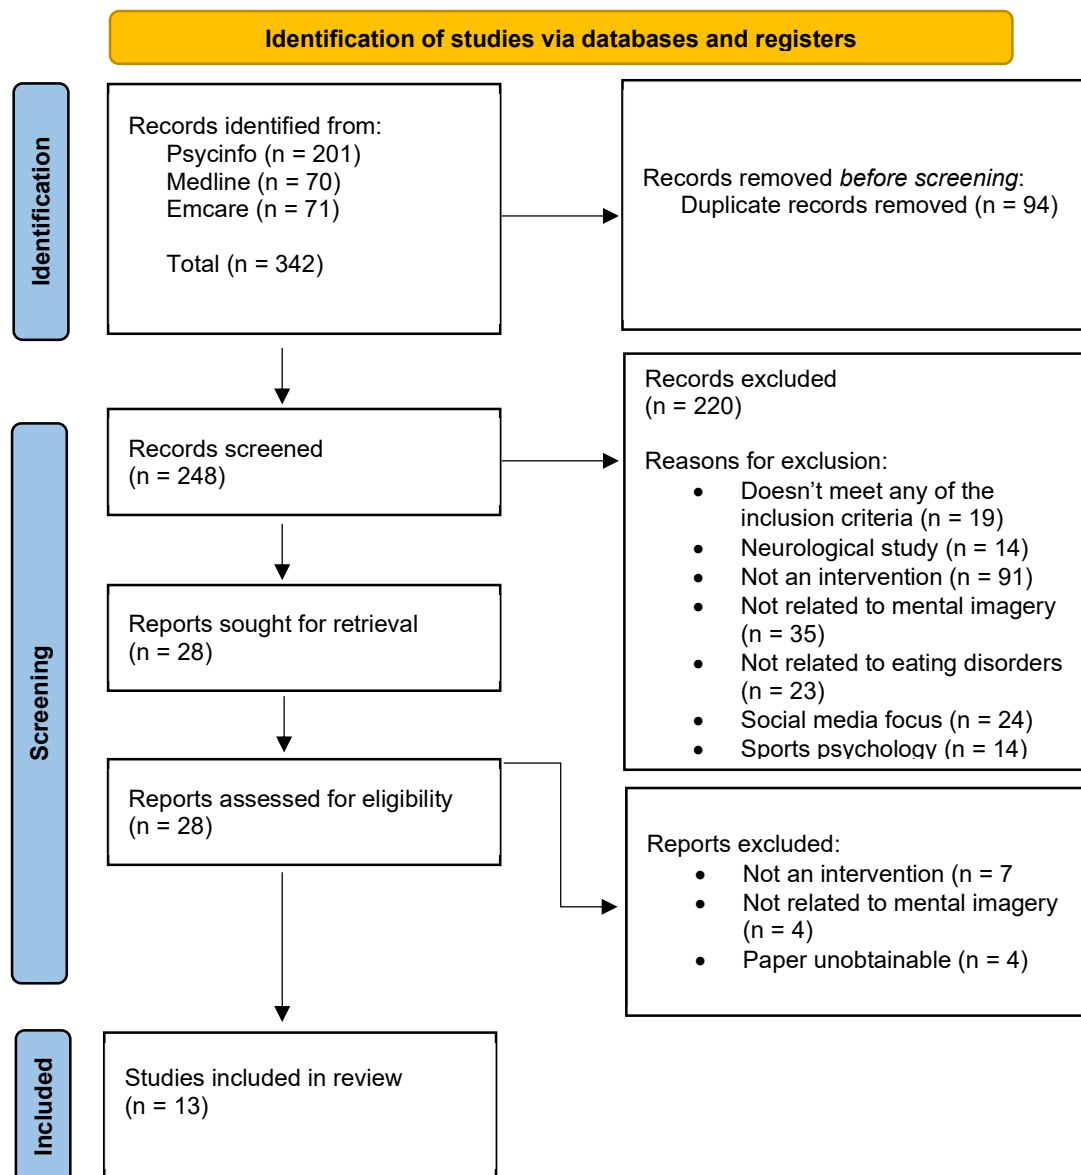 Identification of studies via databases and registers
Identification
Records identified from:
Psycinfo (n = 201)
Medline (n = 70)
Emcare (n = 71)
Total (n = 342)
Records removed before screening:
Duplicate records removed (n = 94)
Screening
Records screened
(n = 248)
Records excluded
(n = 220)
Reasons for exclusion:
• Doesn’t meet any of the
inclusion criteria (n = 19)
• Neurological study (n = 14)
• Not an intervention (n = 91)
• Not related to mental imagery
(n = 35)
• Not related to eating disorders
(n = 23)
• Social media focus (n = 24)
• Sports psychology (n = 14)
Reports sought for retrieval
(n = 28)
Reports assessed for eligibility
(n = 28)
Reports excluded:
• Not an intervention (n = 7
• Not related to mental imagery
(n = 4)
• Paper unobtainable (n = 4)
Included
Studies included in review
(n = 13)